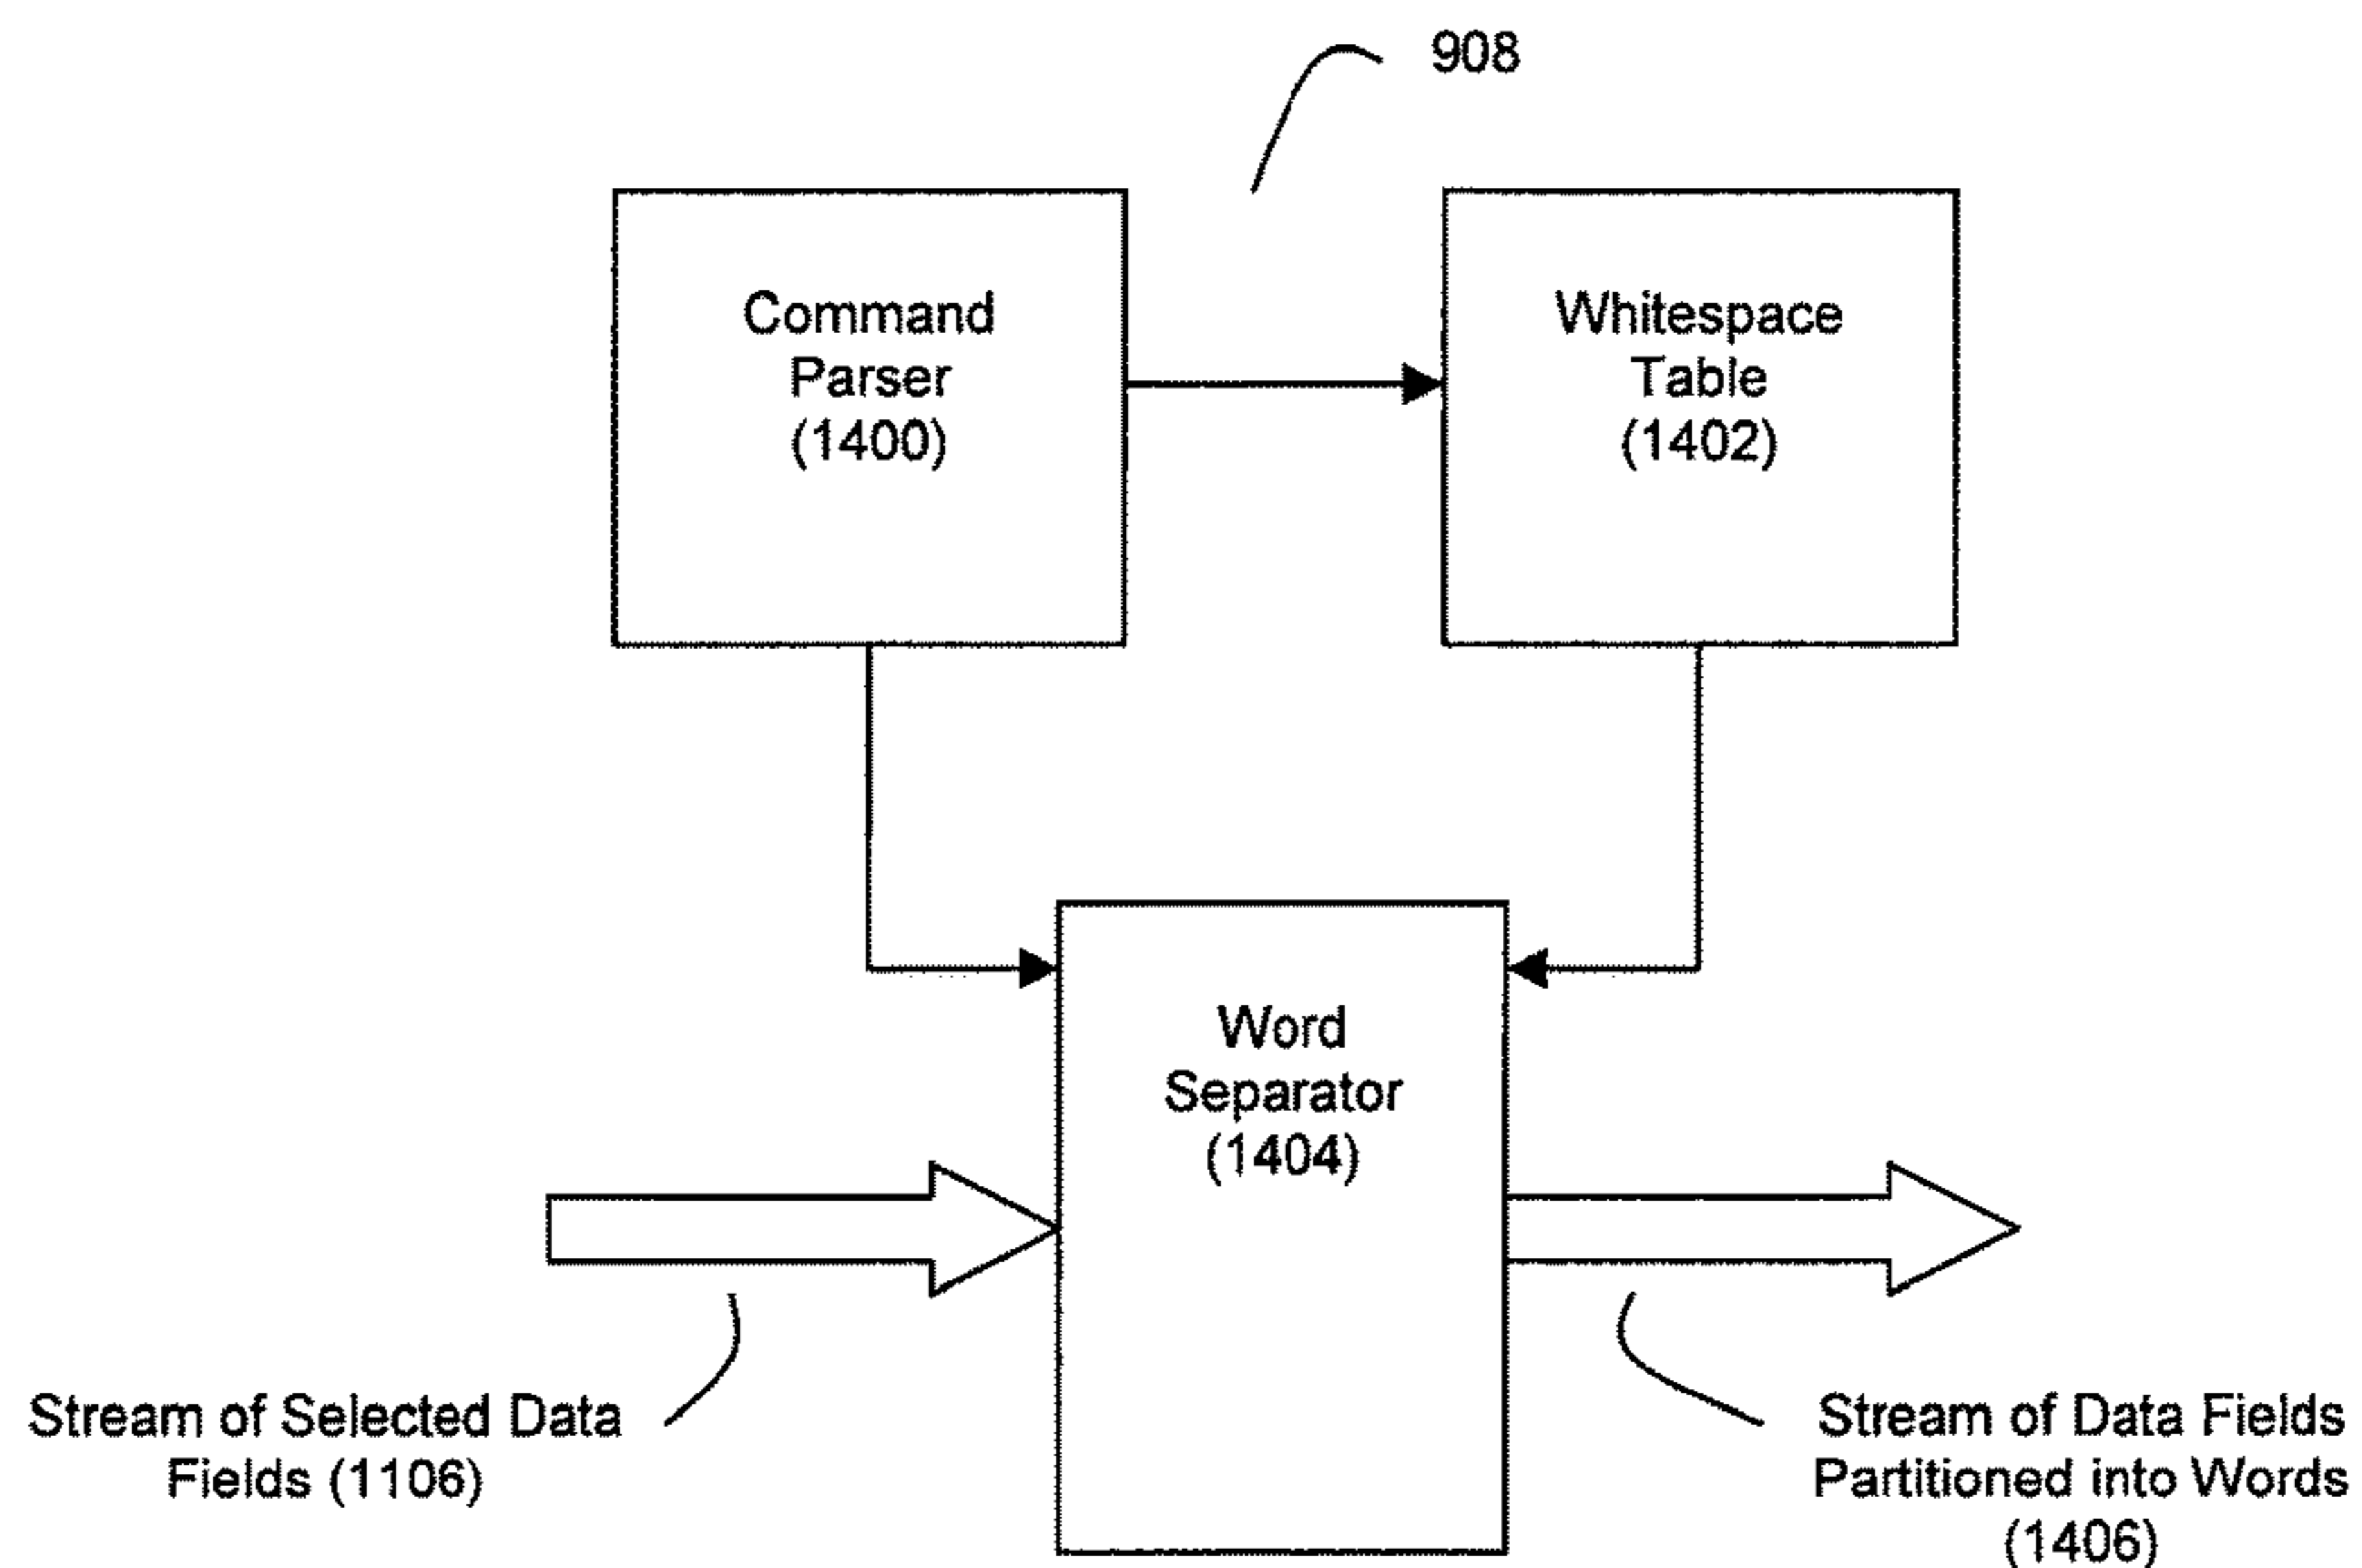 908
Command
Parser
(1400)
Whitespace
Table
(1402)
Word
Separator
(1404)
Stream of Selected Data
Fields (1106)
Stream of Data Fields
Partitioned into Words
(1406)